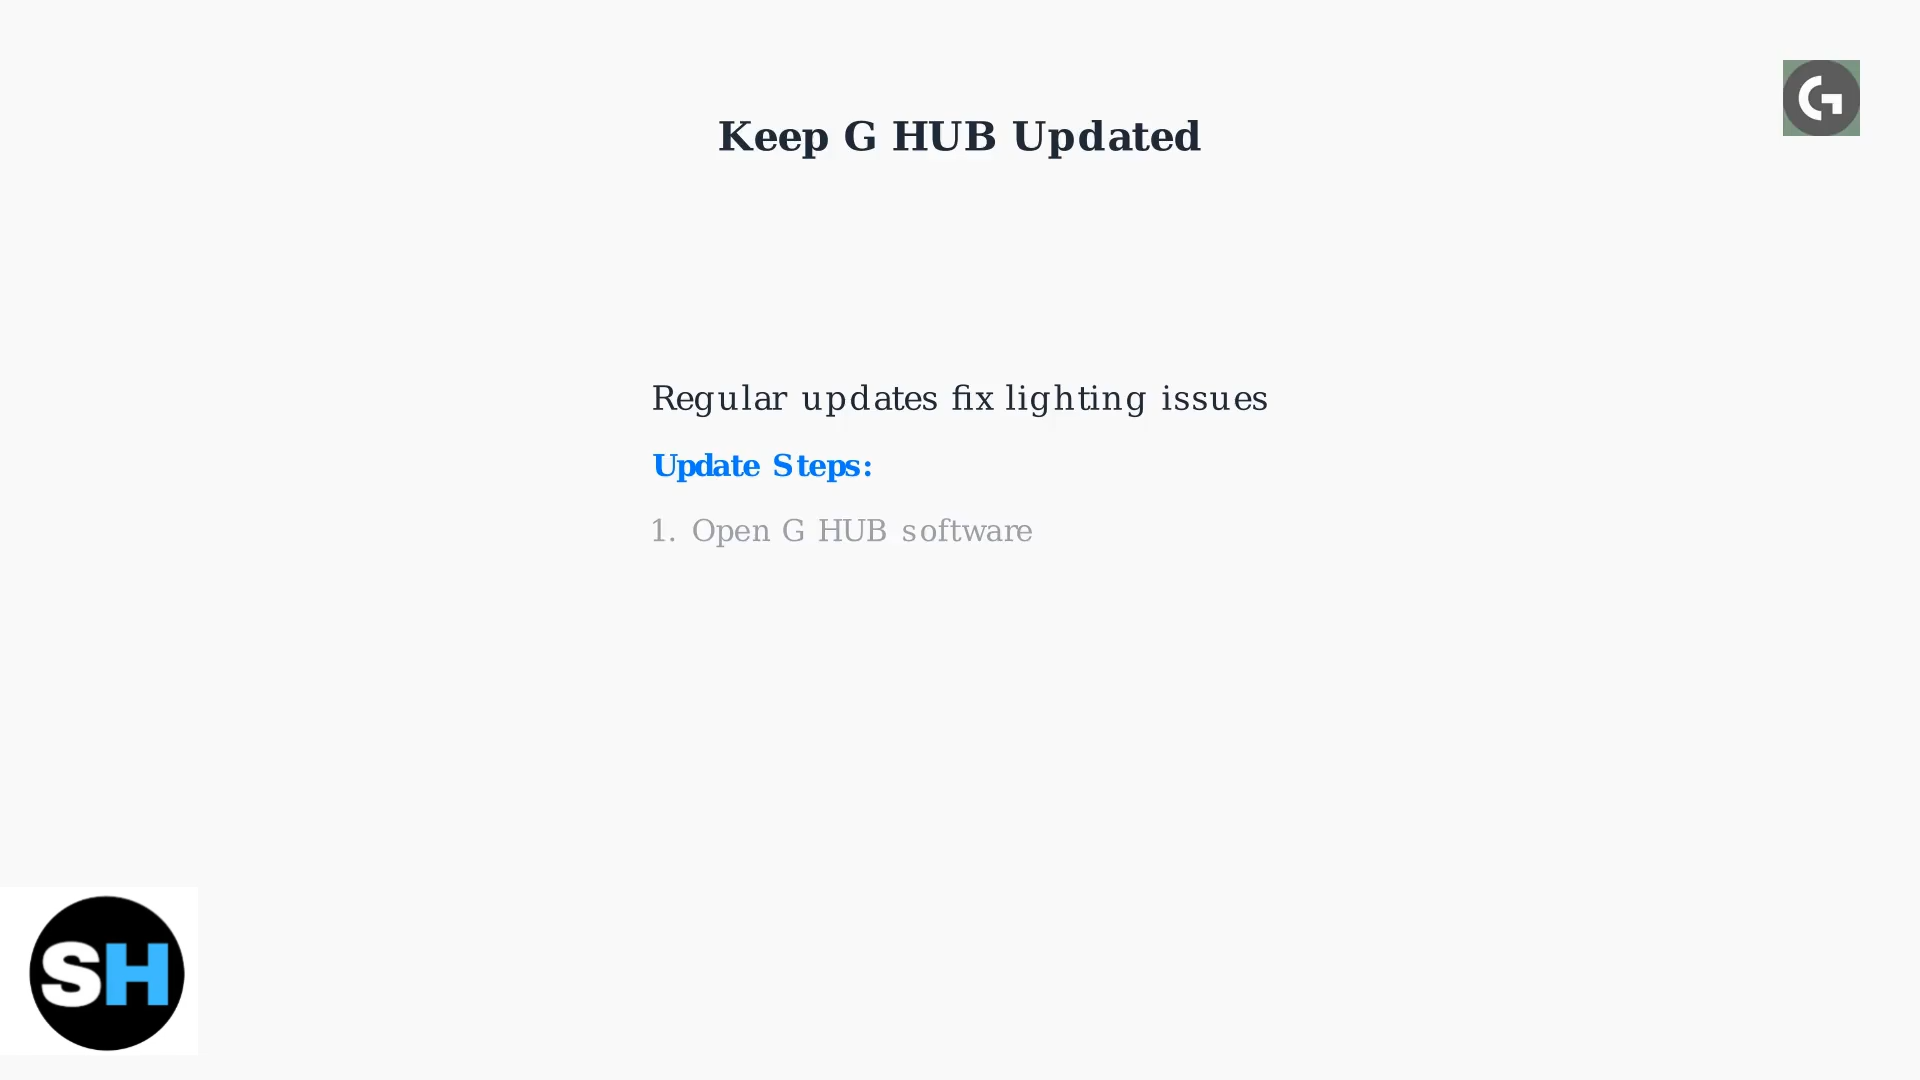 Keep G HUB Updated
Regular updates fix lighting issues
Update Steps:
1. Open G HUB software
SH